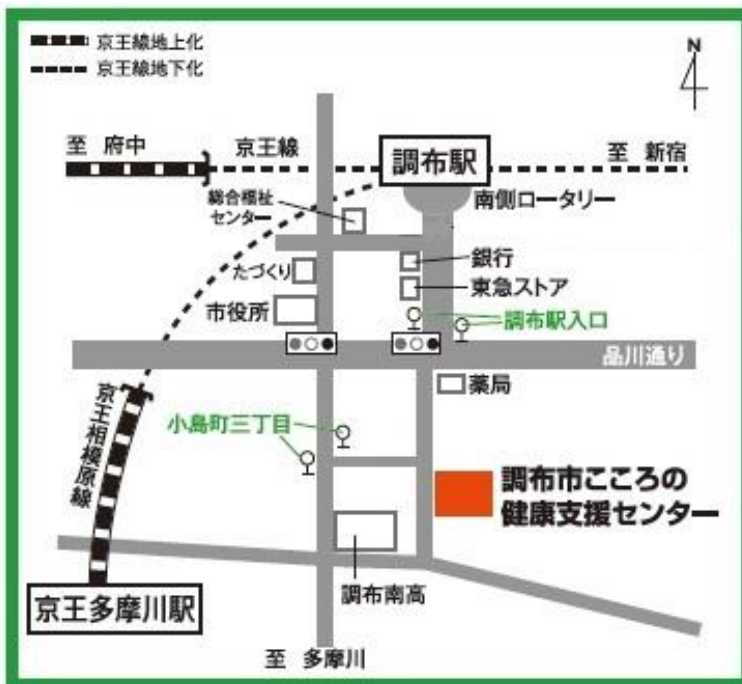 京王線地上化
京王線地下化
N
至 府中
京王線
調布駅
至 新宿
総合福祉
センター
南側ロータリー
たづくり
銀行
東急ストア
市役所
調布駅入口
品川通り
薬局
京王相模原線
小島町三丁目
調布市こころの
健康支援センター
京王多摩川駅
調布南高
至 多摩川